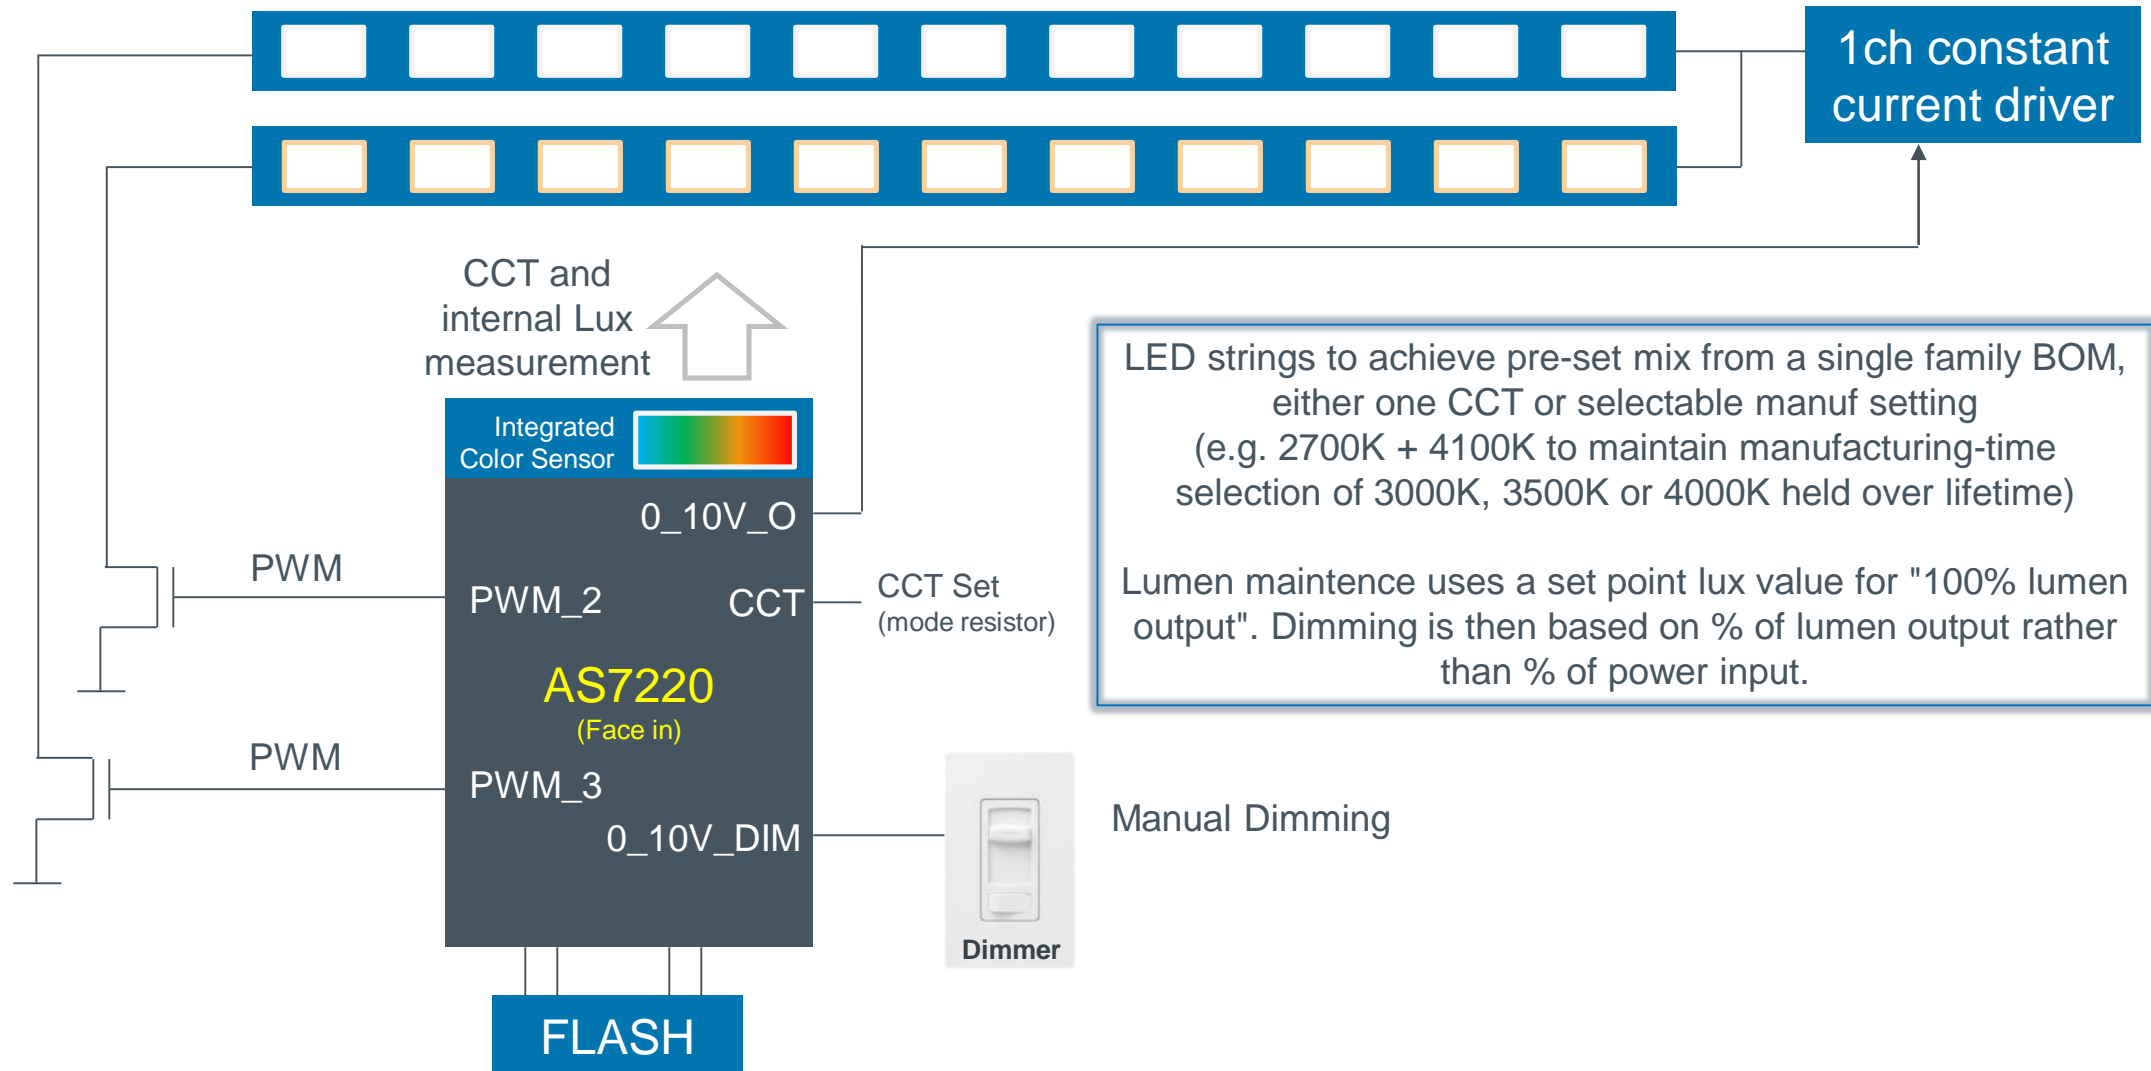 1ch constant
current driver
CCT and
internal Lux
measurement
Integrated
Color Sensor
0_10V_O
PWM
PWM_2
CCT
CCT Set
(mode resistor)
AS7220
(Face in)
PWM
PWM_3
0_10V_DIM
LED strings to achieve pre-set mix from a single family BOM,
either one CCT or selectable manuf setting
(e.g. 2700K + 4100K to maintain manufacturing-time
selection of 3000K, 3500K or 4000K held over lifetime)
Lumen maintence uses a set point lux value for "100% lumen
output". Dimming is then based on % of lumen output rather
than % of power input.
Manual Dimming
Dimmer
FLASH